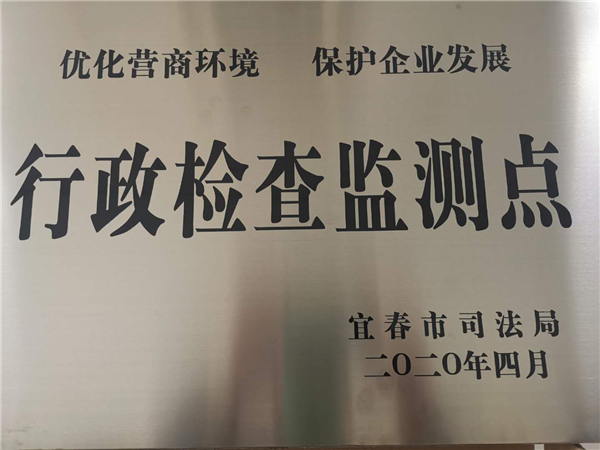 优化营商环境 保护企业发展
行政检查监测点
宜春市司法局
二〇二〇年四月